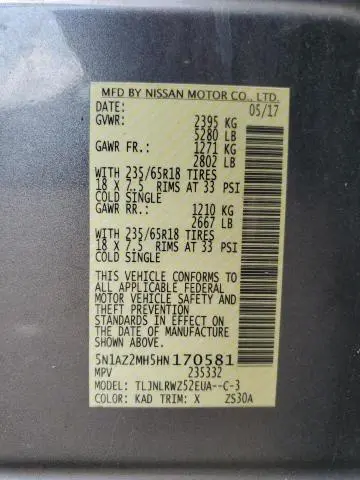 MFD BY NISSAN MOTOR CO., LTD.
DATE: 05/17
GVWR: 2395 KG
5280 LB
GAWR FR.: 1271 KG
2802 LB
WITH 235/65R18 TIRES
18 X 7.5 RIMS AT 33 PSI
COLD SINGLE
GAWR RR.: 1210 KG
2667 LB
WITH 235/65R18 TIRES
18 X 7.5 RIMS AT 33 PSI
COLD SINGLE
THIS VEHICLE CONFORMS TO
ALL APPLICABLE FEDERAL
MOTOR VEHICLE SAFETY AND
THEFT PREVENTION
STANDARDS IN EFFECT ON
THE DATE OF MANUFACTURE
SHOWN ABOVE.
5N1AZ2MH5HN170581
MPV 235332
MODEL: TLJNLRWZ52EUA--C-3
COLOR: KAD TRIM: X ZS30A